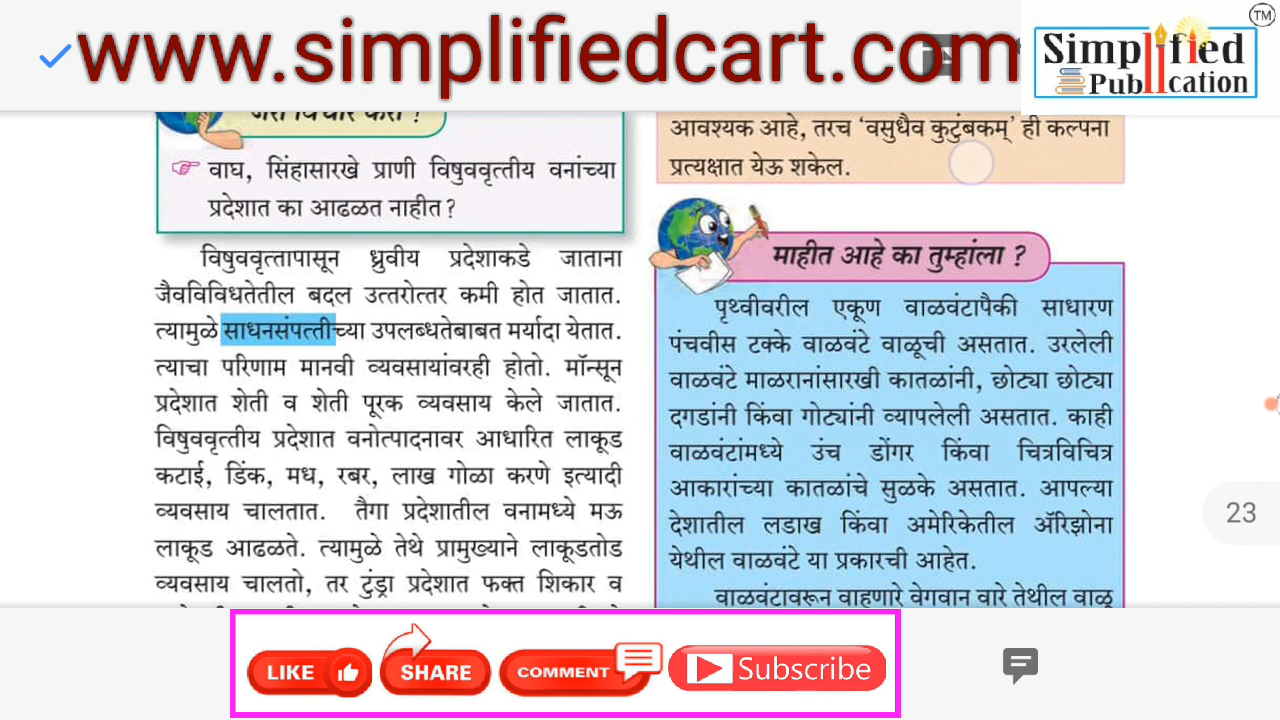 www.simplifiedcart.com
TM
Simplified
Publication
जरा विचार करा ?
वाघ, सिंहासारखे प्राणी विषुववृत्तीय वनांच्या
प्रदेशात का आढळत नाहीत ?
विषुववृत्तापासून ध्रुवीय प्रदेशाकडे जाताना
जैवविविधतेतील बदल उत्तरोत्तर कमी होत जातात.
त्यामुळे साधनसंपत्तीच्या उपलब्धतेबाबत मर्यादा येतात.
त्याचा परिणाम मानवी व्यवसायांवरही होतो. मॉन्सून
प्रदेशात शेती व शेती पूरक व्यवसाय केले जातात.
विषुववृत्तीय प्रदेशात वनोत्पादनावर आधारित लाकूड
कटाई, डिंक, मध, रबर, लाख गोळा करणे इत्यादी
व्यवसाय चालतात. तैगा प्रदेशातील वनामध्ये मऊ
लाकूड आढळते. त्यामुळे तेथे प्रामुख्याने लाकूडतोड
व्यवसाय चालतो, तर टुंड्रा प्रदेशात फक्त शिकार व
आवश्यक आहे, तरच ‘वसुधैव कुटुंबकम्’ ही कल्पना
प्रत्यक्षात येऊ शकेल.
माहीत आहे का तुम्हांला ?
पृथ्वीवरील एकूण वाळवंटापैकी साधारण
पंचवीस टक्के वाळवंटे वाळूची असतात. उरलेली
वाळवंटे माळरानांसारखी कातळांनी, छोट्या छोट्या
दगडांनी किंवा गोट्यांनी व्यापलेली असतात. काही
वाळवंटांमध्ये उंच डोंगर किंवा चित्रविचित्र
आकारांच्या कातळांचे सुळके असतात. आपल्या
देशातील लडाख किंवा अमेरिकेतील ॲरिझोना
येथील वाळवंटे या प्रकारची आहेत.
वाळवंटावरून वाहणारे वेगवान वारे तेथील वाळू
23
LIKE
SHARE
COMMENT
Subscribe